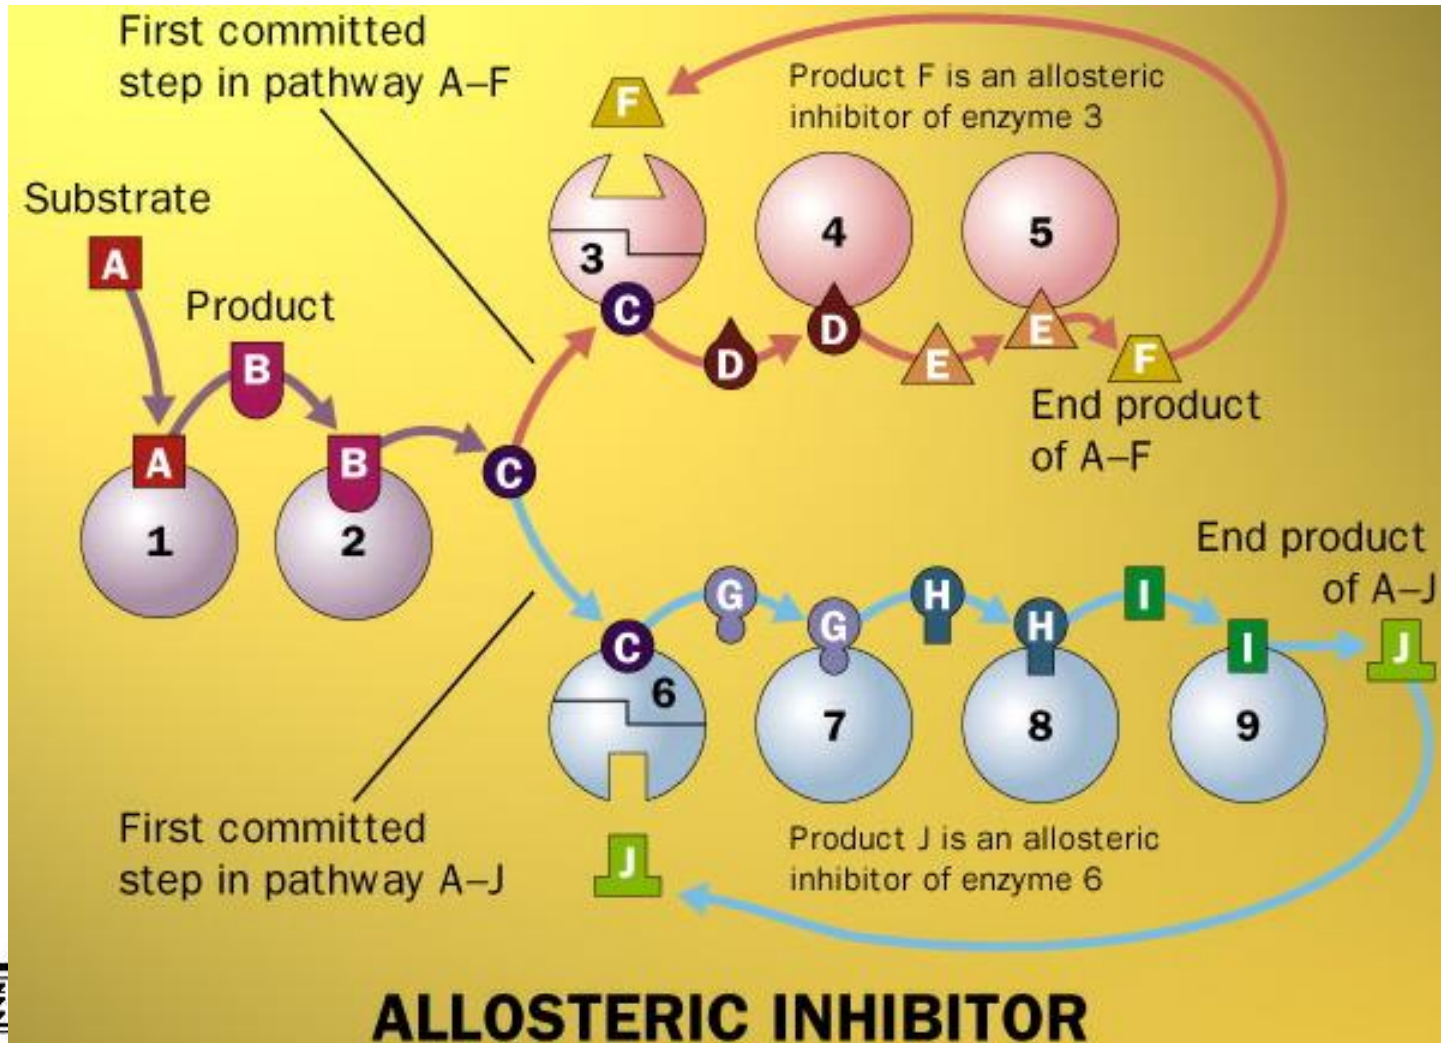 First committed
step in pathway A–F
F
Product F is an allosteric
inhibitor of enzyme 3
Substrate
A
3
4
5
C
D
D
E
E
F
Product
B
End product
of A–F
A
B
C
1
2
End product
of A–J
C
G
G
H
H
I
I
J
6
7
8
9
First committed
step in pathway A–J
J
Product J is an allosteric
inhibitor of enzyme 6
ALLOSTERIC INHIBITOR